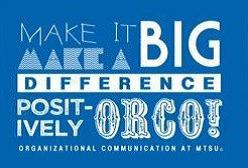 MAKE IT BIG
MAKE A
DIFFERENCE
POSIT-
IVELY ORCO!
ORGANIZATIONAL COMMUNICATION AT MTSU